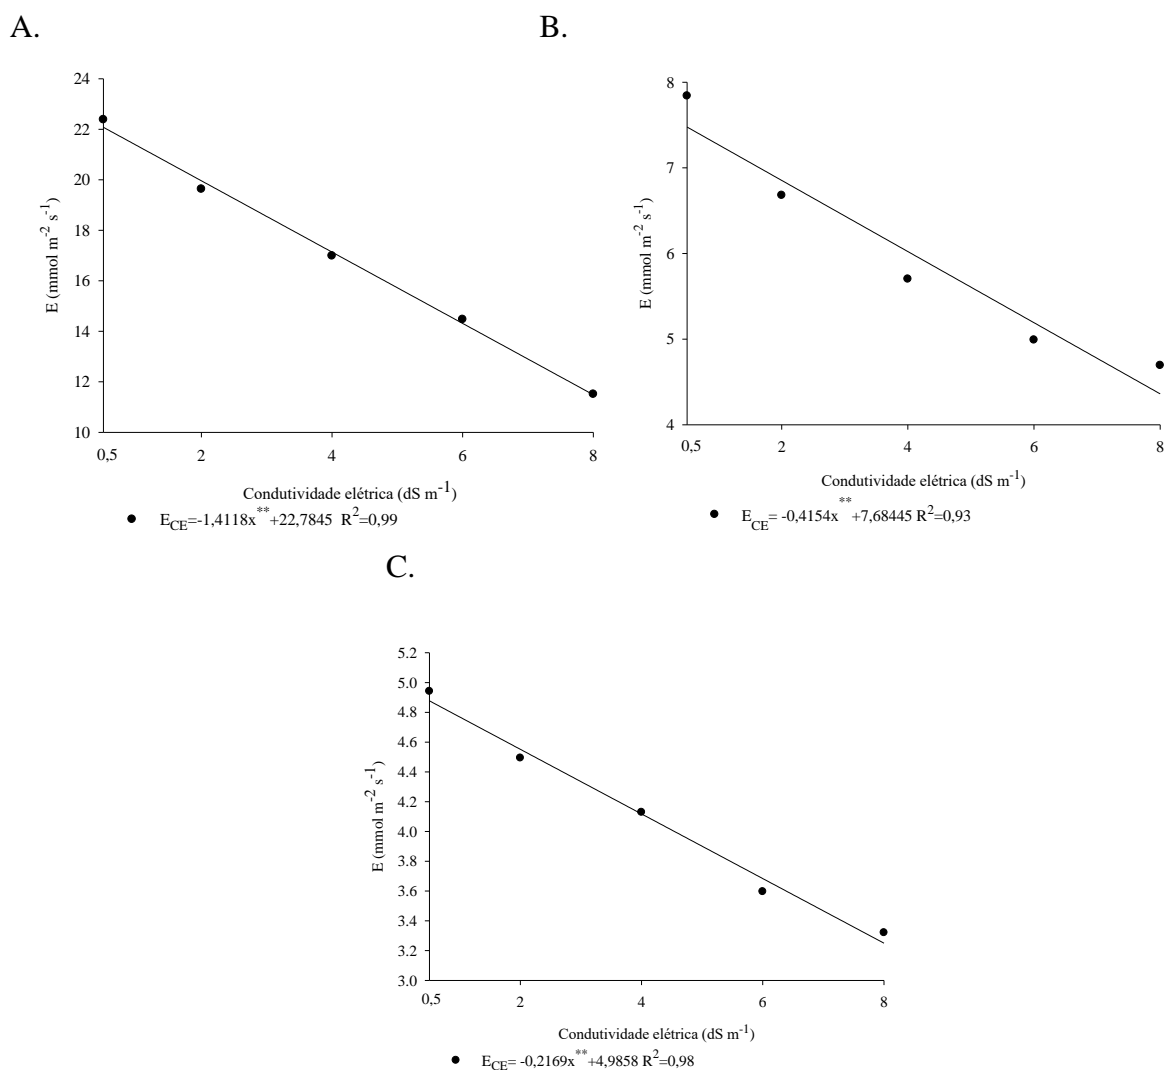 A.
24
22
20
18
16
14
12
10
E (mmol m⁻² s⁻¹)
0,5 2 4 6 8
Condutividade elétrica (dS m⁻¹)
E_CE=-1,4118x**+22,7845 R²=0,99
B.
8
7
6
5
4
E (mmol m⁻² s⁻¹)
0,5 2 4 6 8
Condutividade elétrica (dS m⁻¹)
E_CE= -0,4154x**+7,68445 R²=0,93
C.
5.2
5.0
4.8
4.6
4.4
4.2
4.0
3.8
3.6
3.4
3.2
3.0
E (mmol m⁻² s⁻¹)
0,5 2 4 6 8
Condutividade elétrica (dS m⁻¹)
E_CE= -0,2169x**+4,9858 R²=0,98